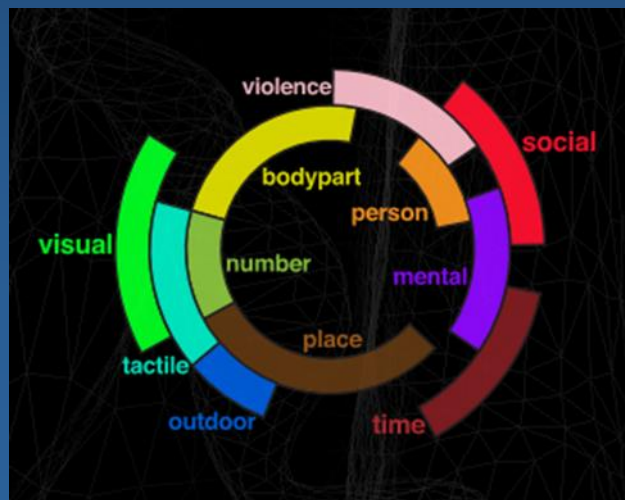 violence
social
bodypart
person
visual
number
mental
place
tactile
outdoor
time